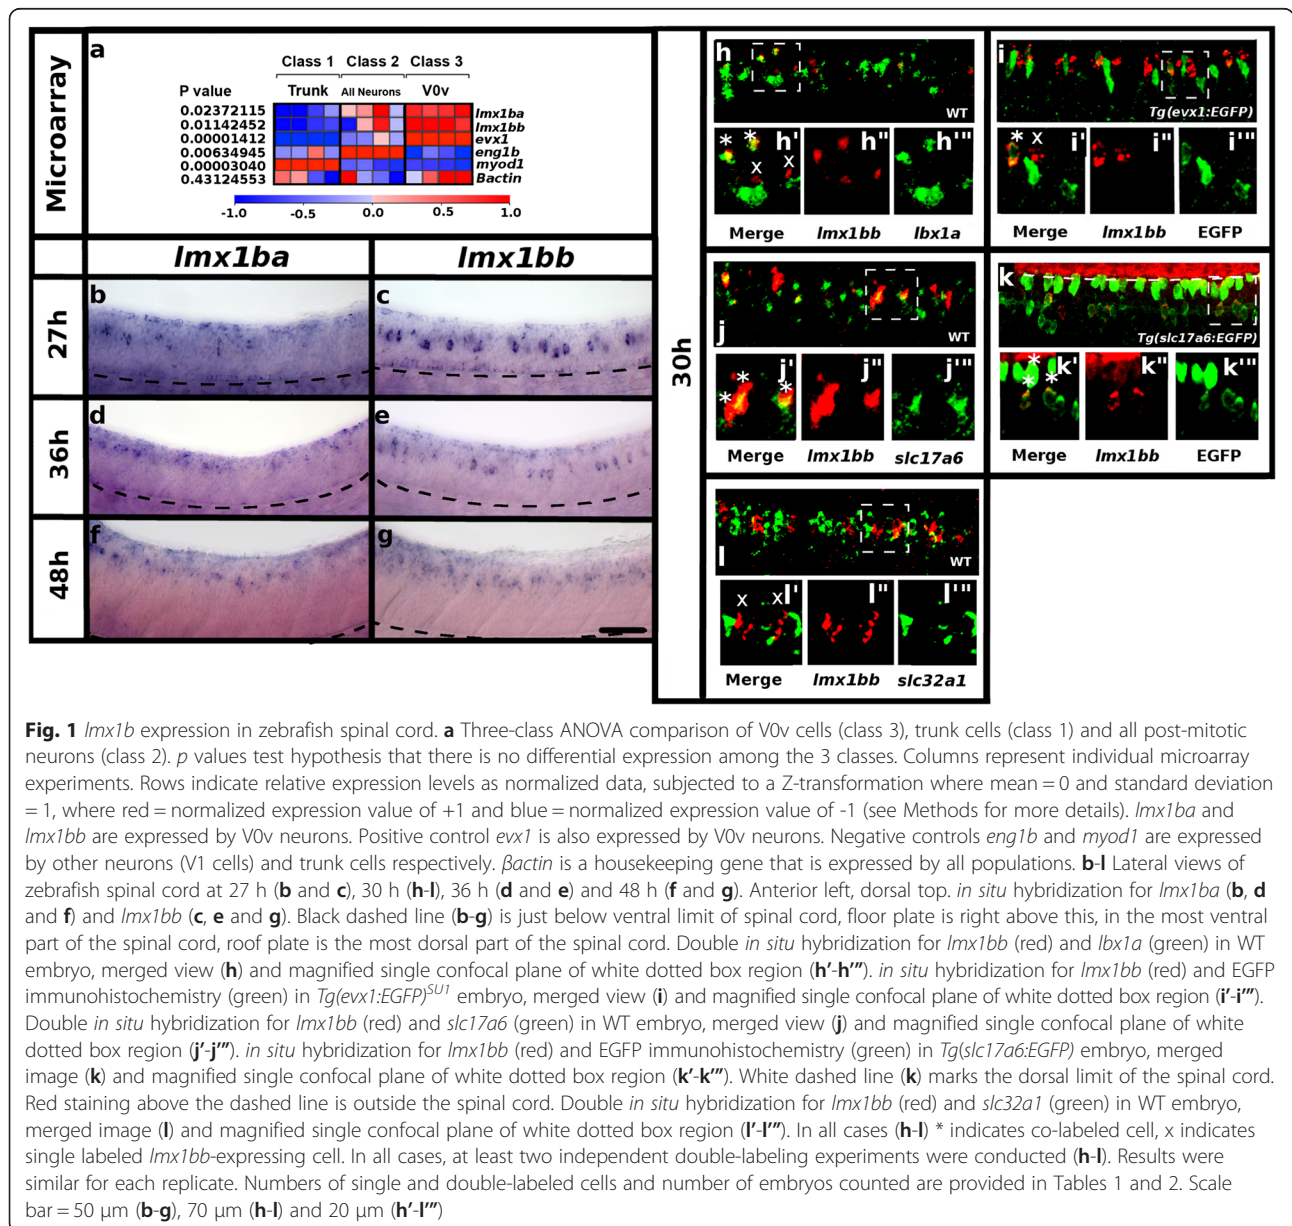 Microarray
a
Class 1 Class 2 Class 3
P value Trunk All Neurons V0v
0.02372115 lmx1ba
0.01142452 lmx1bb
0.00001412 evx1
0.00634945 eng1b
0.00003040 myod1
0.43124553 Bactin
-1.0 -0.5 0.0 0.5 1.0
lmx1ba lmx1bb
27h
b c
36h
d e
48h
f g
30h
h
WT
* * h' h" h'"
x x
Merge lmx1bb lbx1a
i
Tg(evx1:EGFP)
* x i' i" i'"
Merge lmx1bb EGFP
j
WT
* * * j' j" j'"
Merge lmx1bb slc17a6
k
Tg(slc17a6:EGFP)
* * * k' k" k'"
Merge lmx1bb EGFP
l
WT
x x l' l" l'"
Merge lmx1bb slc32a1
Fig. 1 lmx1b expression in zebrafish spinal cord. a Three-class ANOVA comparison of V0v cells (class 3), trunk cells (class 1) and all post-mitotic
neurons (class 2). p values test hypothesis that there is no differential expression among the 3 classes. Columns represent individual microarray
experiments. Rows indicate relative expression levels as normalized data, subjected to a Z-transformation where mean = 0 and standard deviation
= 1, where red = normalized expression value of +1 and blue = normalized expression value of -1 (see Methods for more details). lmx1ba and
lmx1bb are expressed by V0v neurons. Positive control evx1 is also expressed by V0v neurons. Negative controls eng1b and myod1 are expressed
by other neurons (V1 cells) and trunk cells respectively. βactin is a housekeeping gene that is expressed by all populations. b-l Lateral views of
zebrafish spinal cord at 27 h (b and c), 30 h (h-l), 36 h (d and e) and 48 h (f and g). Anterior left, dorsal top. in situ hybridization for lmx1ba (b, d
and f) and lmx1bb (c, e and g). Black dashed line (b-g) is just below ventral limit of spinal cord, floor plate is right above this, in the most ventral
part of the spinal cord, roof plate is the most dorsal part of the spinal cord. Double in situ hybridization for lmx1bb (red) and lbx1a (green) in WT
embryo, merged view (h) and magnified single confocal plane of white dotted box region (h’-h’’’). in situ hybridization for lmx1bb (red) and EGFP
immunohistochemistry (green) in Tg(evx1:EGFP)SU1 embryo, merged view (i) and magnified single confocal plane of white dotted box region (i’-i’’’).
Double in situ hybridization for lmx1bb (red) and slc17a6 (green) in WT embryo, merged view (j) and magnified single confocal plane of white
dotted box region (j’-j’’’). in situ hybridization for lmx1bb (red) and EGFP immunohistochemistry (green) in Tg(slc17a6:EGFP) embryo, merged
image (k) and magnified single confocal plane of white dotted box region (k’-k’’’). White dashed line (k) marks the dorsal limit of the spinal cord.
Red staining above the dashed line is outside the spinal cord. Double in situ hybridization for lmx1bb (red) and slc32a1 (green) in WT embryo,
merged image (l) and magnified single confocal plane of white dotted box region (l’-l’’’). In all cases (h-l) * indicates co-labeled cell, x indicates
single labeled lmx1bb-expressing cell. In all cases, at least two independent double-labeling experiments were conducted (h-l). Results were
similar for each replicate. Numbers of single and double-labeled cells and number of embryos counted are provided in Tables 1 and 2. Scale
bar = 50 μm (b-g), 70 μm (h-l) and 20 μm (h’-l’’’)